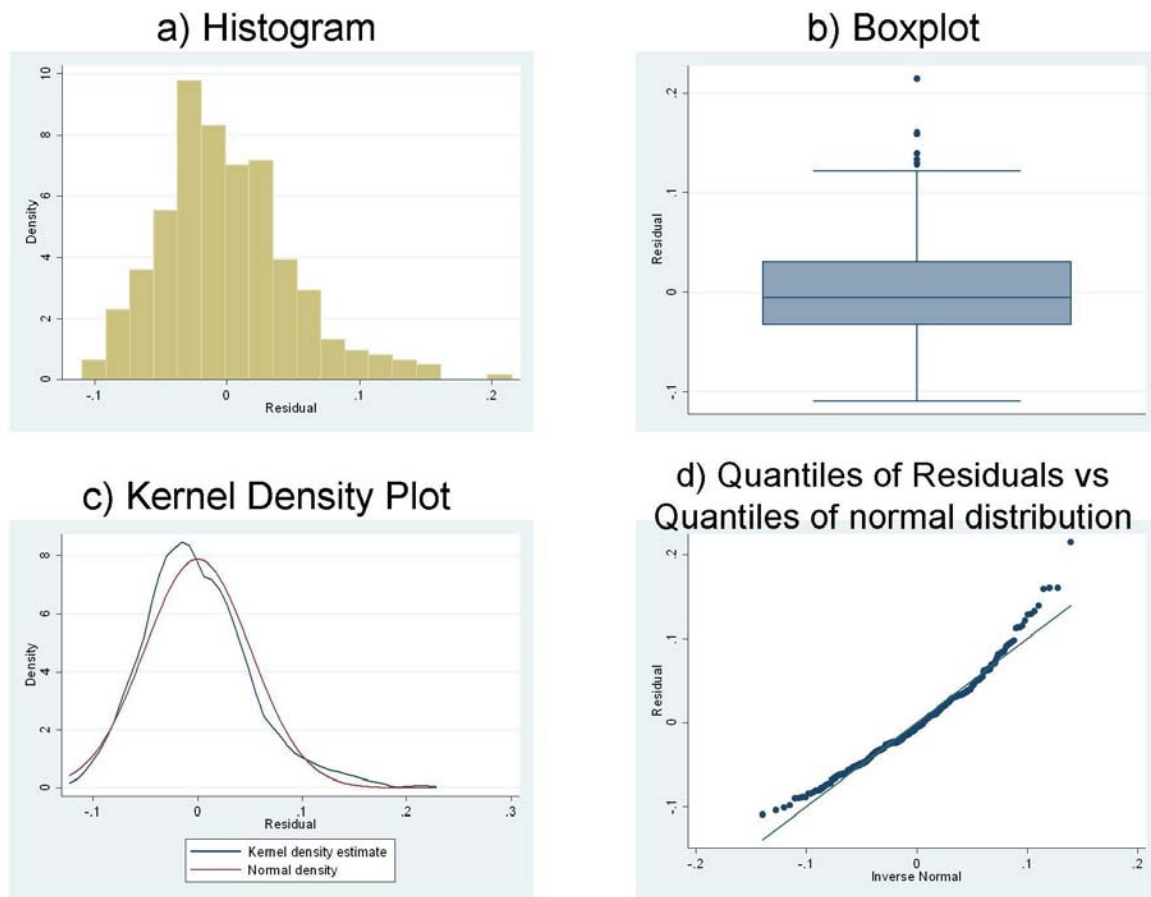 a) Histogram
Density
10
8
6
4
2
0
-.1 0 .1 .2
Residual
b) Boxplot
Residual
.2
.1
0
-.1
c) Kernel Density Plot
Density
8
6
4
2
0
-.1 0 .1 .2 .3
Residual
Kernel density estimate
Normal density
d) Quantiles of Residuals vs
Quantiles of normal distribution
Residual
.2
.1
0
-.1
-.2 -.1 0 .1 .2
Inverse Normal